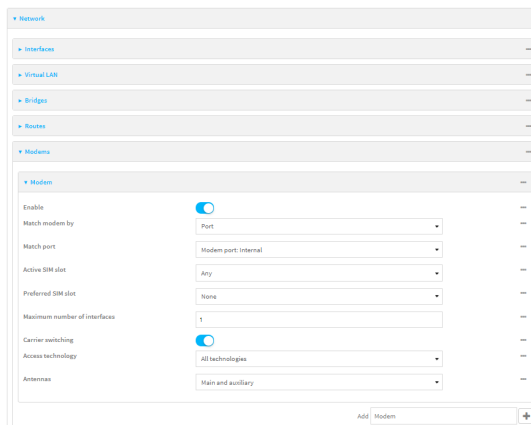 Network
Interfaces
Virtual LAN
Bridges
Routes
Modems
Modem
Enable
Match modem by Port
Match port Modem port: Internal
Active SIM slot Any
Preferred SIM slot None
Maximum number of interfaces 1
Carrier switching
Access technology All technologies
Antennas Main and auxiliary
Add Modem